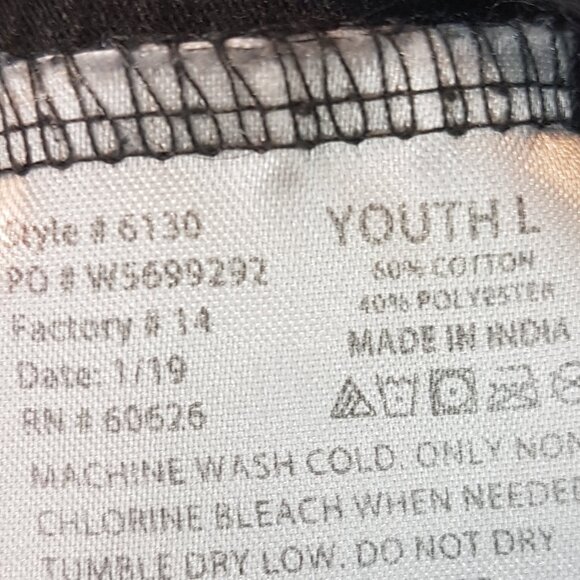 Style # 6130
PO # W5699292
Factory # 14
Date: 1/19
RN # 60626
YOUTH L
60% COTTON
40% POLYESTER
MADE IN INDIA
MACHINE WASH COLD. ONLY NON
CHLORINE BLEACH WHEN NEEDED
TUMBLE DRY LOW. DO NOT DRY